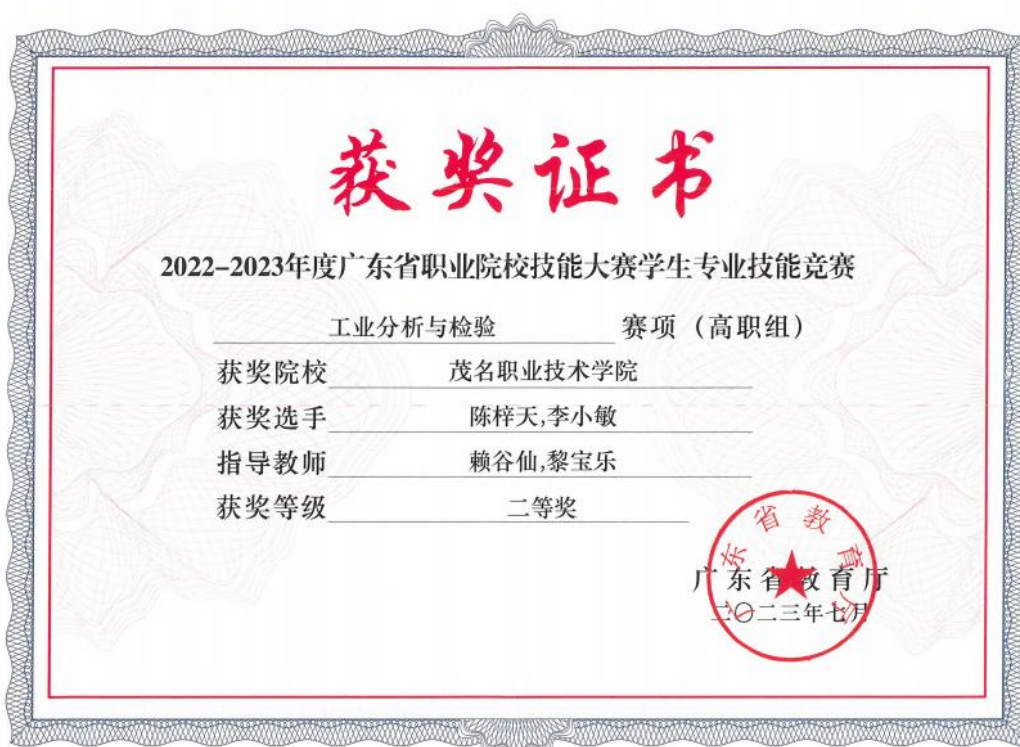 获奖证书
2022-2023年度广东省职业院校技能大赛学生专业技能竞赛
工业分析与检验 赛项（高职组）
获奖院校 茂名职业技术学院
获奖选手 陈梓天,李小敏
指导教师 赖谷仙,黎宝乐
获奖等级 二等奖
广东省教育厅
广东省教育厅
二〇二三年七月